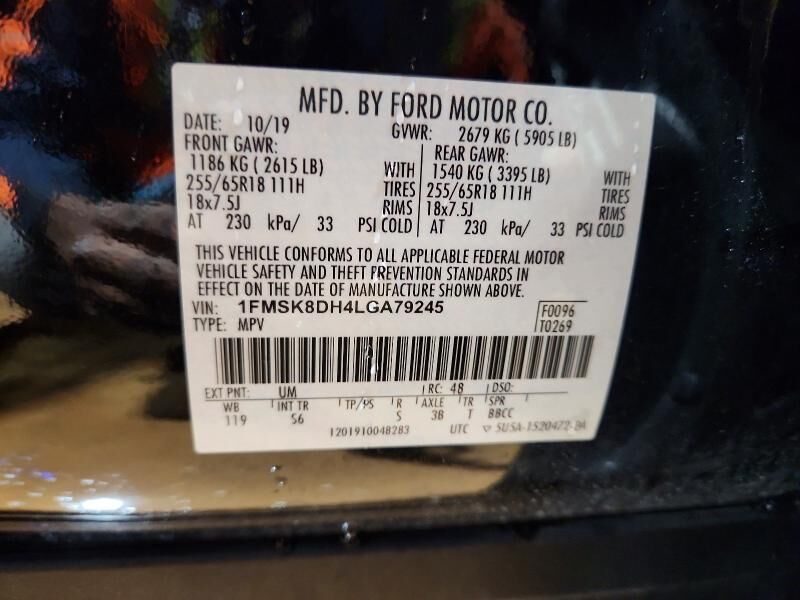 MFD. BY FORD MOTOR CO.
DATE: 10/19 GVWR: 2679 KG ( 5905 LB)
FRONT GAWR: REAR GAWR:
1186 KG ( 2615 LB) WITH 1540 KG ( 3395 LB) WITH
255/65R18 111H TIRES 255/65R18 111H TIRES
18x7.5J RIMS 18x7.5J RIMS
AT 230 kPa/ 33 PSI COLD AT 230 kPa/ 33 PSI COLD
THIS VEHICLE CONFORMS TO ALL APPLICABLE FEDERAL MOTOR
VEHICLE SAFETY AND THEFT PREVENTION STANDARDS IN
EFFECT ON THE DATE OF MANUFACTURE SHOWN ABOVE.
VIN: 1FMSK8DH4LGA79245 F0096
TYPE: MPV T0269
EXT PNT: UM RC: 48 DSO:
WB INT TR TP/PS R AXLE TR SPR
119 S6 S 3B T BBCC
1201910048283 UTC ▽ 5U5A-1520472-BA